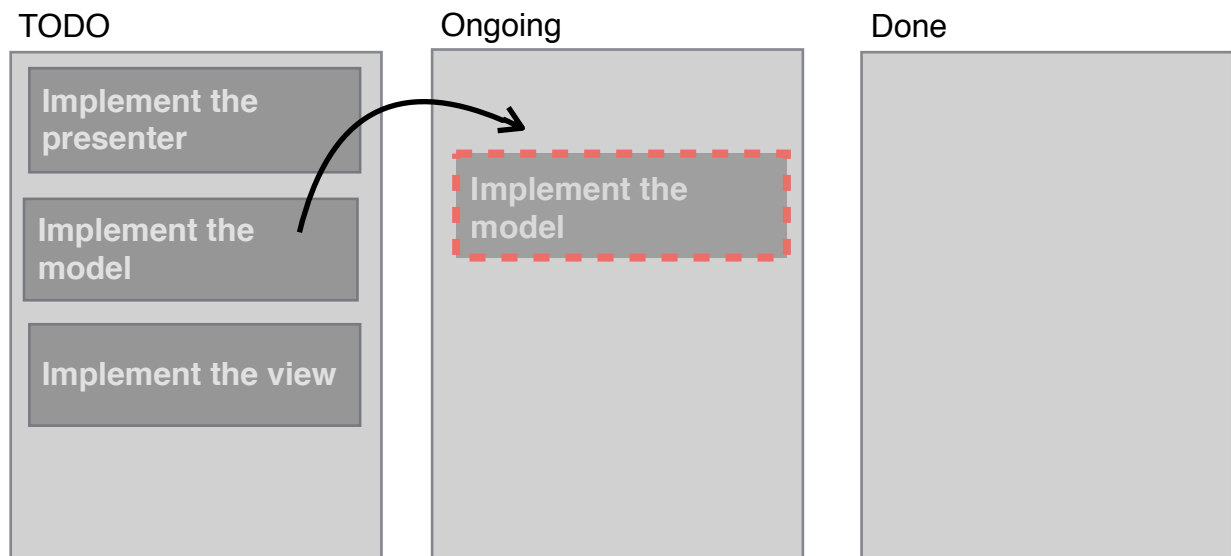 TODO
Implement the
presenter
Implement the
model
Implement the view
Ongoing
Implement the
model
Done